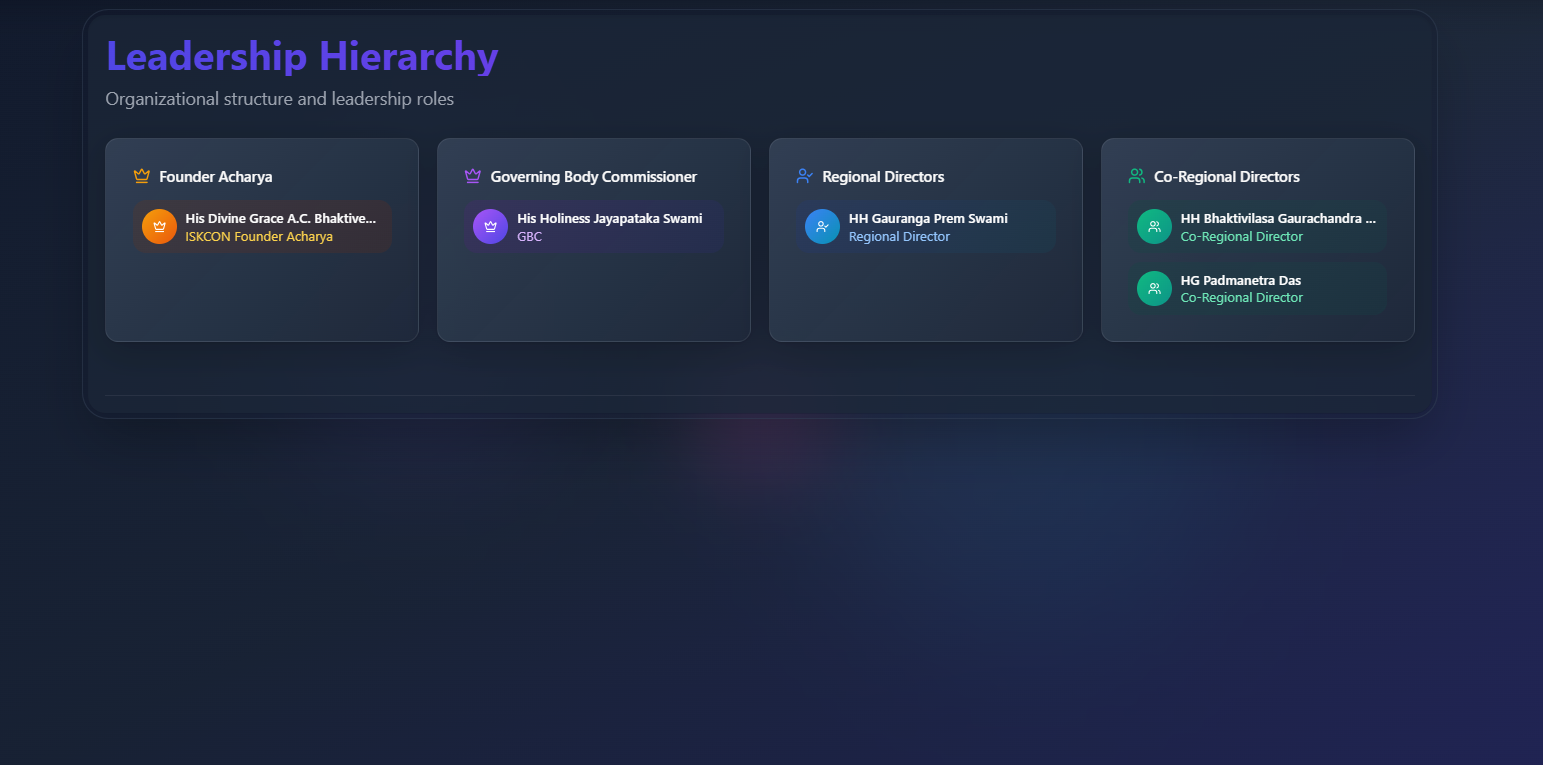 Leadership Hierarchy
Organizational structure and leadership roles
Founder Acharya
His Divine Grace A.C. Bhaktive...
ISKCON Founder Acharya
Governing Body Commissioner
His Holiness Jayapataka Swami
GBC
Regional Directors
HH Gauranga Prem Swami
Regional Director
Co-Regional Directors
HH Bhaktivilasa Gaurachandra ...
Co-Regional Director
HG Padmanetra Das
Co-Regional Director